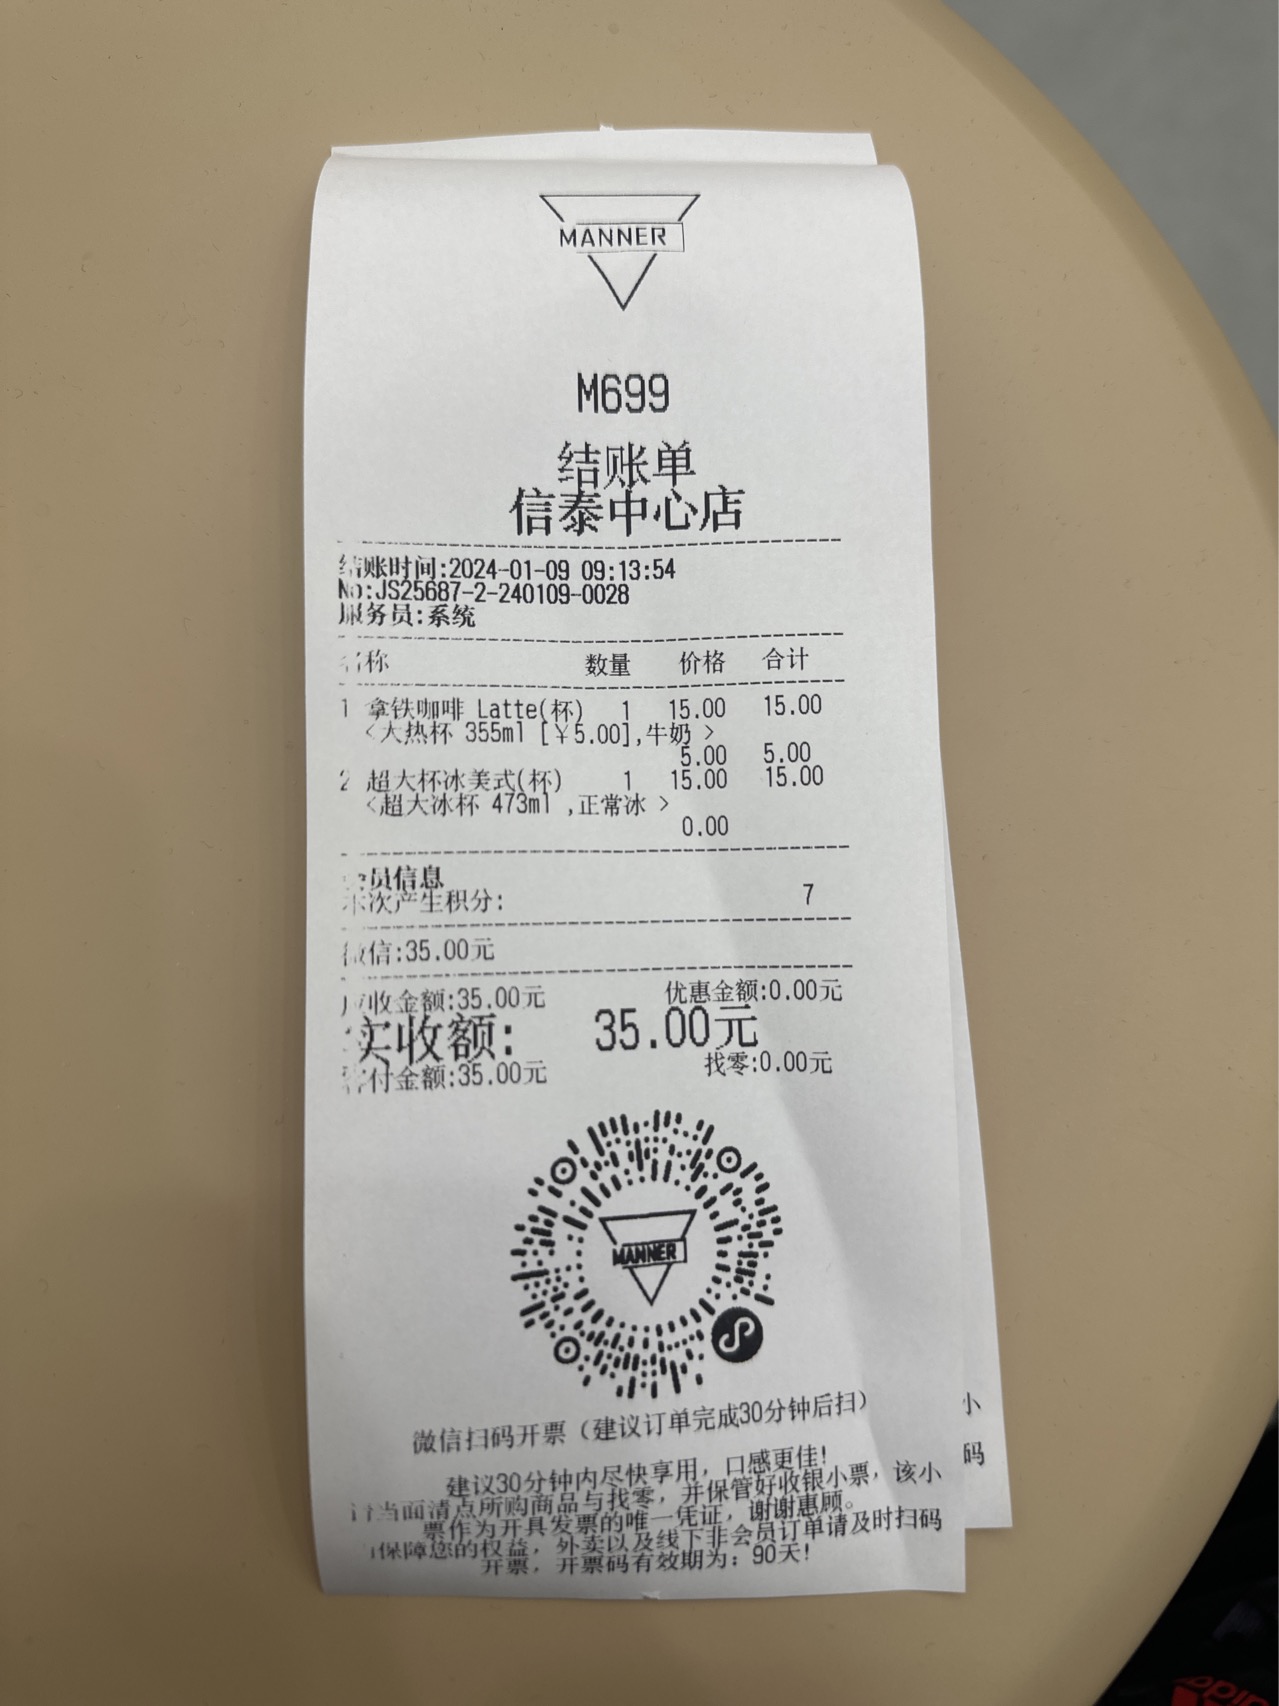 MANNER
M699
结账单
信泰中心店
结账时间:2024-01-09 09:13:54
No:JS25687-2-240109-0028
服务员:系统
名称 数量 价格 合计
1 拿铁咖啡 Latte(杯) 1 15.00 15.00
<大热杯 355ml [￥5.00],牛奶 >
5.00 5.00
2 超大杯冰美式(杯) 1 15.00 15.00
<超大冰杯 473ml ,正常冰 >
0.00
会员信息
本次产生积分: 7
微信:35.00元
应收金额:35.00元 优惠金额:0.00元
实收额: 35.00元
客付金额:35.00元 找零:0.00元
MANNER
微信扫码开票（建议订单完成30分钟后扫）
建议30分钟内尽快享用，口感更佳!
请当面清点所购商品与找零，并保管好收银小票，该小
票作为开具发票的唯一凭证，谢谢惠顾。
保障您的权益，外卖以及线下非会员订单请及时扫码
开票，开票码有效期为：90天!
小
码